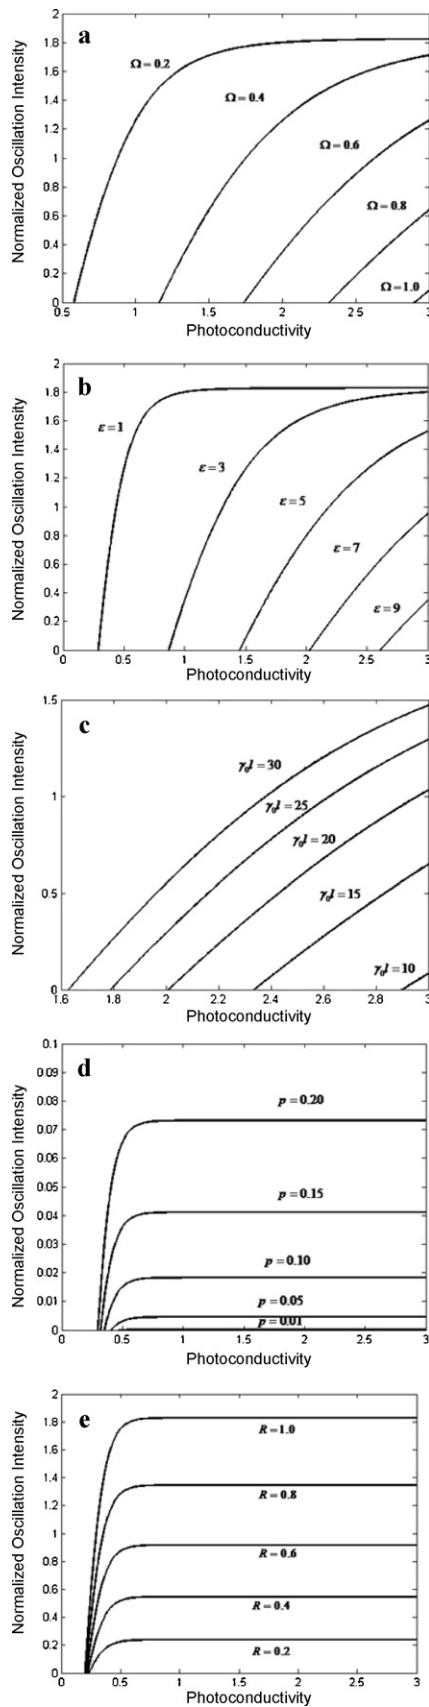 a
Normalized Oscillation Intensity
2
1.8
1.6
1.4
1.2
1
0.8
0.6
0.4
0.2
0
Ω = 0.2
Ω = 0.4
Ω = 0.6
Ω = 0.8
Ω = 1.0
0.5 1 1.5 2 2.5 3
Photoconductivity
b
Normalized Oscillation Intensity
2
1.8
1.6
1.4
1.2
1
0.8
0.6
0.4
1.2
0
ε = 1
ε = 3
ε = 5
ε = 7
ε = 9
0 0.5 1 1.5 2 2.5 3
Photoconductivity
c
Normalized Oscillation Intensity
1.5
1
0.5
0
γ₀l = 30
γ₀l = 25
γ₀l = 20
γ₀l = 15
γ₀l = 10
1.6 1.8 2 2.2 2.4 2.6 2.8 3
Photoconductivity
d
Normalized Oscillation Intensity
0.1
0.09
0.08
0.07
0.06
0.05
0.04
0.03
0.02
0.01
0
p = 0.20
p = 0.15
p = 0.10
p = 0.05
p = 0.01
0 0.5 1 1.5 2 2.5 3
Photoconductivity
e
Normalized Oscillation Intensity
2
1.8
1.6
1.4
1.2
1
0.8
0.6
0.4
0.2
0
R = 1.0
R = 0.8
R = 0.6
R = 0.4
R = 0.2
0 0.5 1 1.5 2 2.5 3
Photoconductivity